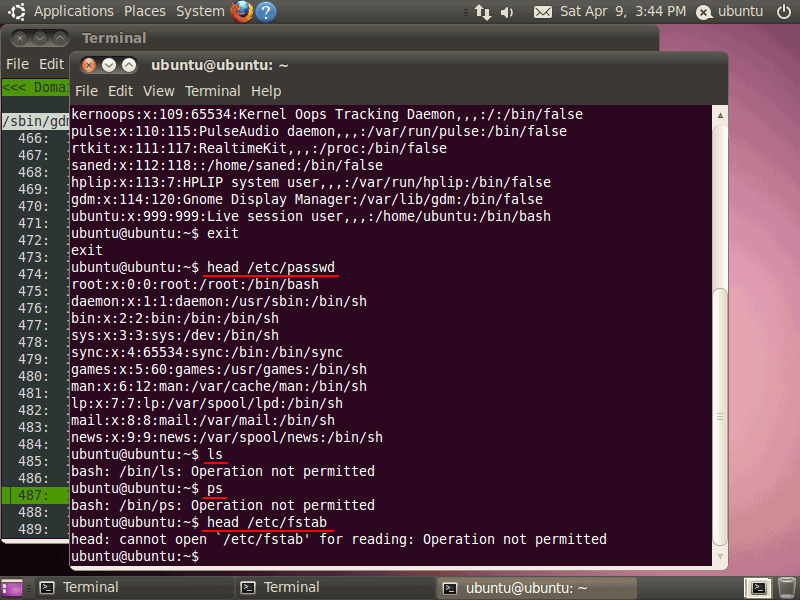 Applications Places System ? Sat Apr 9, 3:44 PM ubuntu
Terminal
File Edit
<<< Doma
/sbin/gd
466:
467:
468:
469:
470:
471:
472:
473:
474:
475:
476:
477:
478:
479:
480:
481:
482:
483:
484:
485:
486:
487:
488:
489:
ubuntu@ubuntu: ~
File Edit View Terminal Help
kernoops:x:109:65534:Kernel Oops Tracking Daemon,,,:/:/bin/false
pulse:x:110:115:PulseAudio daemon,,,:/var/run/pulse:/bin/false
rtkit:x:111:117:RealtimeKit,,,:/proc:/bin/false
saned:x:112:118::/home/saned:/bin/false
hplip:x:113:7:HPLIP system user,,,:/var/run/hplip:/bin/false
gdm:x:114:120:Gnome Display Manager:/var/lib/gdm:/bin/false
ubuntu:x:999:999:Live session user,,,:/home/ubuntu:/bin/bash
ubuntu@ubuntu:~$ exit
exit
ubuntu@ubuntu:~$ head /etc/passwd
root:x:0:0:root:/root:/bin/bash
daemon:x:1:1:daemon:/usr/sbin:/bin/sh
bin:x:2:2:bin:/bin:/bin/sh
sys:x:3:3:sys:/dev:/bin/sh
sync:x:4:65534:sync:/bin:/bin/sync
games:x:5:60:games:/usr/games:/bin/sh
man:x:6:12:man:/var/cache/man:/bin/sh
lp:x:7:7:lp:/var/spool/lpd:/bin/sh
mail:x:8:8:mail:/var/mail:/bin/sh
news:x:9:9:news:/var/spool/news:/bin/sh
ubuntu@ubuntu:~$ ls
bash: /bin/ls: Operation not permitted
ubuntu@ubuntu:~$ ps
bash: /bin/ps: Operation not permitted
ubuntu@ubuntu:~$ head /etc/fstab
head: cannot open `/etc/fstab' for reading: Operation not permitted
ubuntu@ubuntu:~$
Terminal Terminal ubuntu@ubuntu: ~